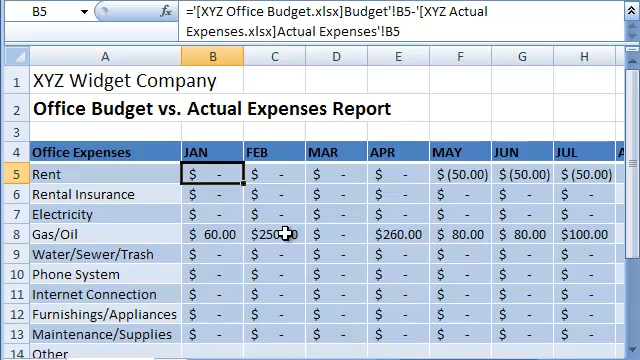 B5 fx ='[XYZ Office Budget.xlsx]Budget'!B5-'[XYZ Actual
Expenses.xlsx]Actual Expenses'!B5
A B C D E F G H
1 XYZ Widget Company
2 Office Budget vs. Actual Expenses Report
3
4 Office Expenses JAN FEB MAR APR MAY JUN JUL A
5 Rent $ - $ - $ - $ - $ (50.00) $ (50.00) $ (50.00)
6 Rental Insurance $ - $ - $ - $ - $ - $ - $ -
7 Electricity $ - $ - $ - $ - $ - $ - $ -
8 Gas/Oil $ 60.00 $ - $260.00 $ 80.00 $ 80.00 $100.00
9 Water/Sewer/Trash $ - $ - $ - $ - $ - $ - $ -
10 Phone System $ - $ - $ - $ - $ - $ - $ -
11 Internet Connection $ - $ - $ - $ - $ - $ - $ -
12 Furnishings/Appliances $ - $ - $ - $ - $ - $ - $ -
13 Maintenance/Supplies $ - $ - $ - $ - $ - $ - $ -
14 Other